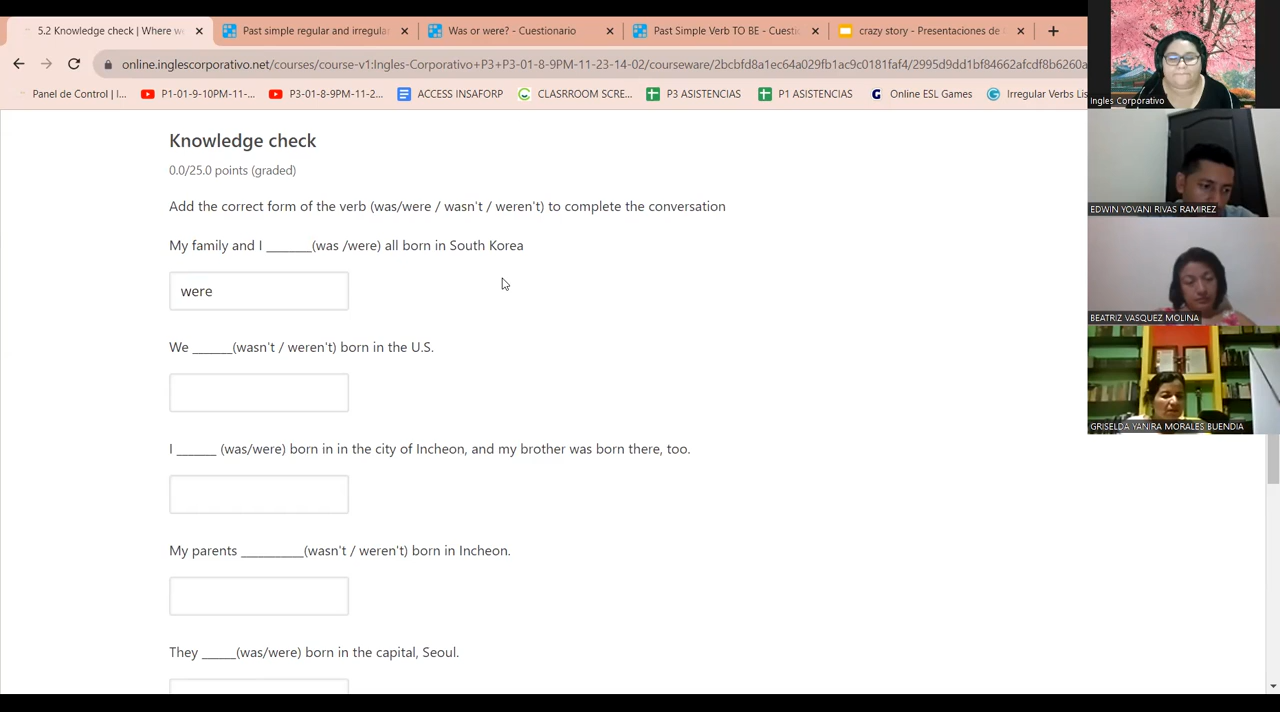 5.2 Knowledge check | Where w
Past simple regular and irregula
Was or were? - Cuestionario
Past Simple Verb TO BE - Cuesti
crazy story - Presentaciones de
online.inglescorporativo.net/courses/course-v1:Ingles-Corporativo+P3+P3-01-8-9PM-11-23-14-02/courseware/2bcbfd8a1ec64a029fb1ac9c0181faf4/2995d9dd1bf84662afcdf8b6260a
Panel de Control | I...
P1-01-9-10PM-11-...
P3-01-8-9PM-11-2...
ACCESS INSAFORP
CLASRROOM SCRE...
P3 ASISTENCIAS
P1 ASISTENCIAS
Online ESL Games
Irregular Verbs Lis
Ingles Corporativo
EDWIN YOVANI RIVAS RAMIREZ
BEATRIZ VASQUEZ MOLINA
GRISELDA YANIRA MORALES BUENDIA
Knowledge check
0.0/25.0 points (graded)
Add the correct form of the verb (was/were / wasn't / weren't) to complete the conversation
My family and I _______(was /were) all born in South Korea
were
We ______(wasn't / weren't) born in the U.S.
I ______ (was/were) born in in the city of Incheon, and my brother was born there, too.
My parents __________(wasn't / weren't) born in Incheon.
They _____(was/were) born in the capital, Seoul.